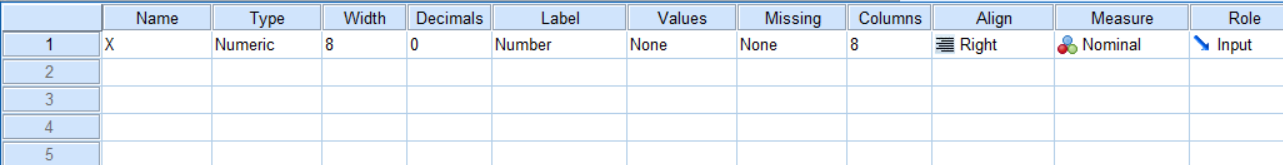 Name Type Width Decimals Label Values Missing Columns Align Measure Role
1 X Numeric 8 0 Number None None 8 Right Nominal Input
2
3
4
5